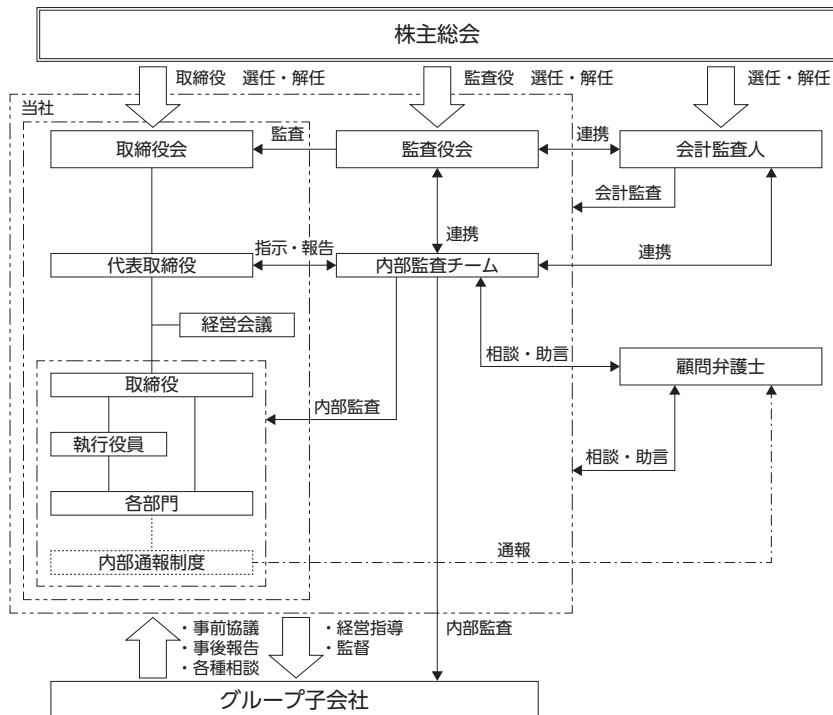 株主総会
取締役 選任・解任
監査役 選任・解任
選任・解任
当社
取締役会
監査
監査役会
連携
会計監査人
会計監査
連携
代表取締役
指示・報告
内部監査チーム
連携
経営会議
相談・助言
顧問弁護士
取締役
内部監査
執行役員
相談・助言
各部門
内部通報制度
通報
・事前協議
・事後報告
・各種相談
・経営指導
・監督
内部監査
グループ子会社